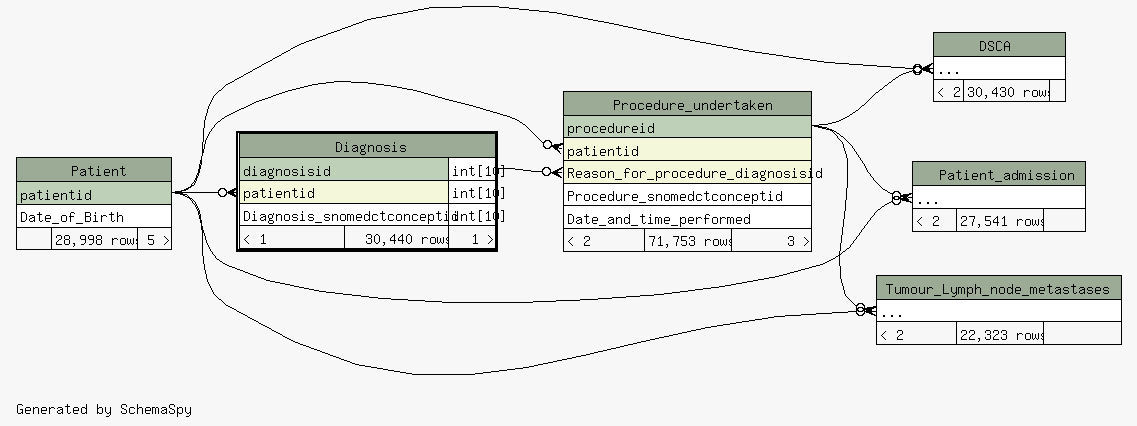 DSCA
...
< 2 30,430 rows
Procedure_undertaken
procedureid
patientid
Reason_for_procedure_diagnosisid
Procedure_snomedctconceptid
Date_and_time_performed
< 2 71,753 rows 3 >
Diagnosis
diagnosisid int[10]
patientid int[10]
Diagnosis_snomedctconceptid int[10]
< 1 30,440 rows 1 >
Patient
patientid
Date_of_Birth
28,998 rows 5 >
Patient_admission
...
< 2 27,541 rows
Tumour_Lymph_node_metastases
...
< 2 22,323 rows
Generated by SchemaSpy